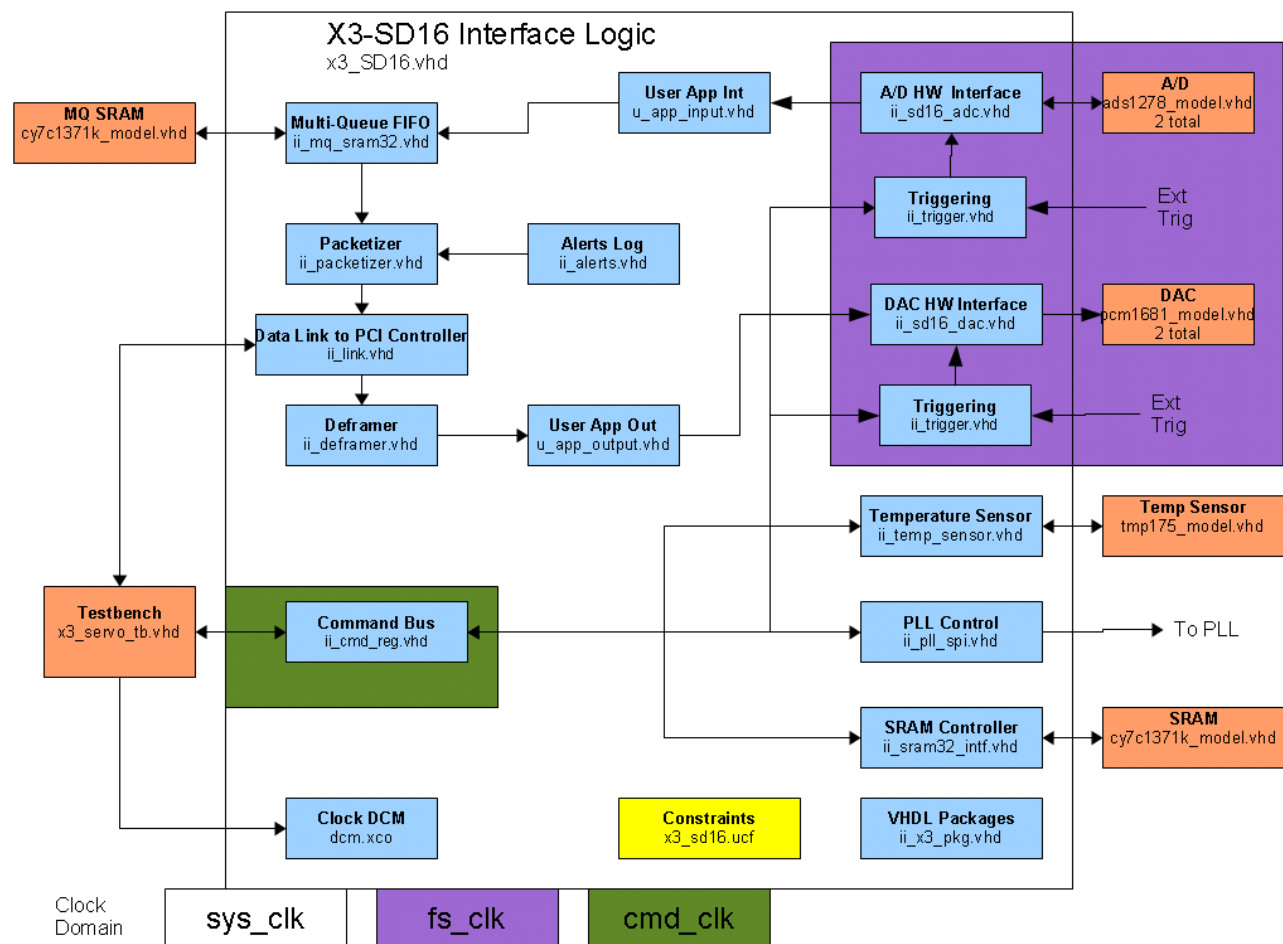 X3-SD16 Interface Logic
x3_SD16.vhd
MQ SRAM
cy7c1371k_model.vhd
Multi-Queue FIFO
ii_mq_sram32.vhd
User App Int
u_app_input.vhd
A/D HW Interface
ii_sd16_adc.vhd
A/D
ads1278_model.vhd
2 total
Triggering
ii_trigger.vhd
Ext
Trig
Packetizer
ii_packetizer.vhd
Alerts Log
ii_alerts.vhd
DAC HW Interface
ii_sd16_dac.vhd
DAC
pcm1681_model.vhd
2 total
Data Link to PCI Controller
ii_link.vhd
Triggering
ii_trigger.vhd
Ext
Trig
Deframer
ii_deframer.vhd
User App Out
u_app_output.vhd
Temperature Sensor
ii_temp_sensor.vhd
Temp Sensor
tmp175_model.vhd
Testbench
x3_servo_tb.vhd
Command Bus
ii_cmd_reg.vhd
PLL Control
ii_pll_spi.vhd
To PLL
SRAM Controller
ii_sram32_intf.vhd
SRAM
cy7c1371k_model.vhd
Clock DCM
dcm.xco
Constraints
x3_sd16.ucf
VHDL Packages
ii_x3_pkg.vhd
Clock
Domain
sys_clk
fs_clk
cmd_clk